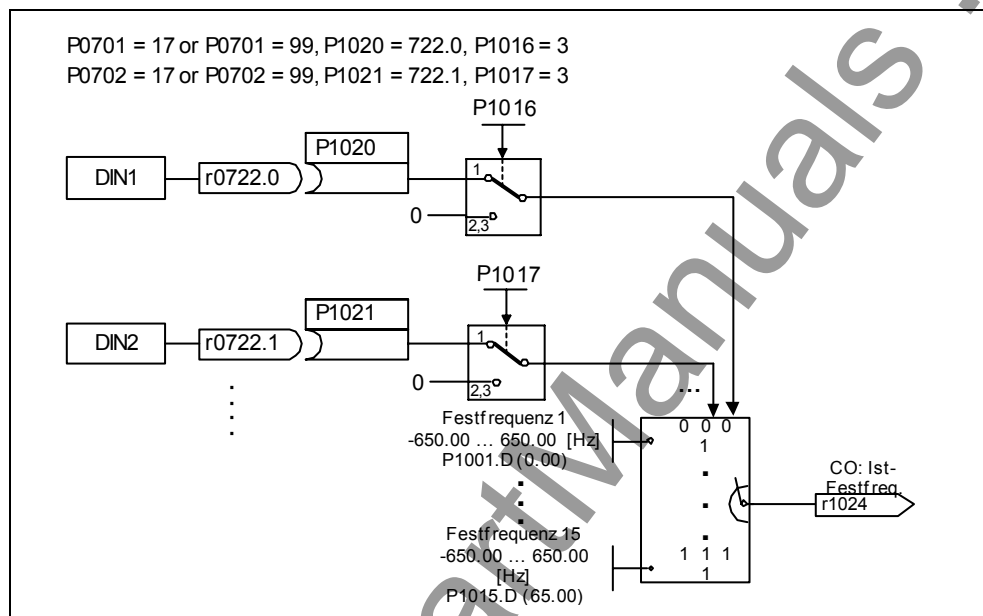 P0701 = 17 or P0701 = 99, P1020 = 722.0, P1016 = 3
P0702 = 17 or P0702 = 99, P1021 = 722.1, P1017 = 3
P1016
P1020
DIN1
r0722.0
1
0
2,3
P1017
P1021
DIN2
r0722.1
1
0
2,3
...
Festfrequenz 1
-650.00 ... 650.00 [Hz]
P1001.D (0.00)
0 0 0
1
CO: Ist-
Festfreq.
r1024
Festfrequenz 15
-650.00 ... 650.00
[Hz]
P1015.D (65.00)
1 1 1
1
artManuals